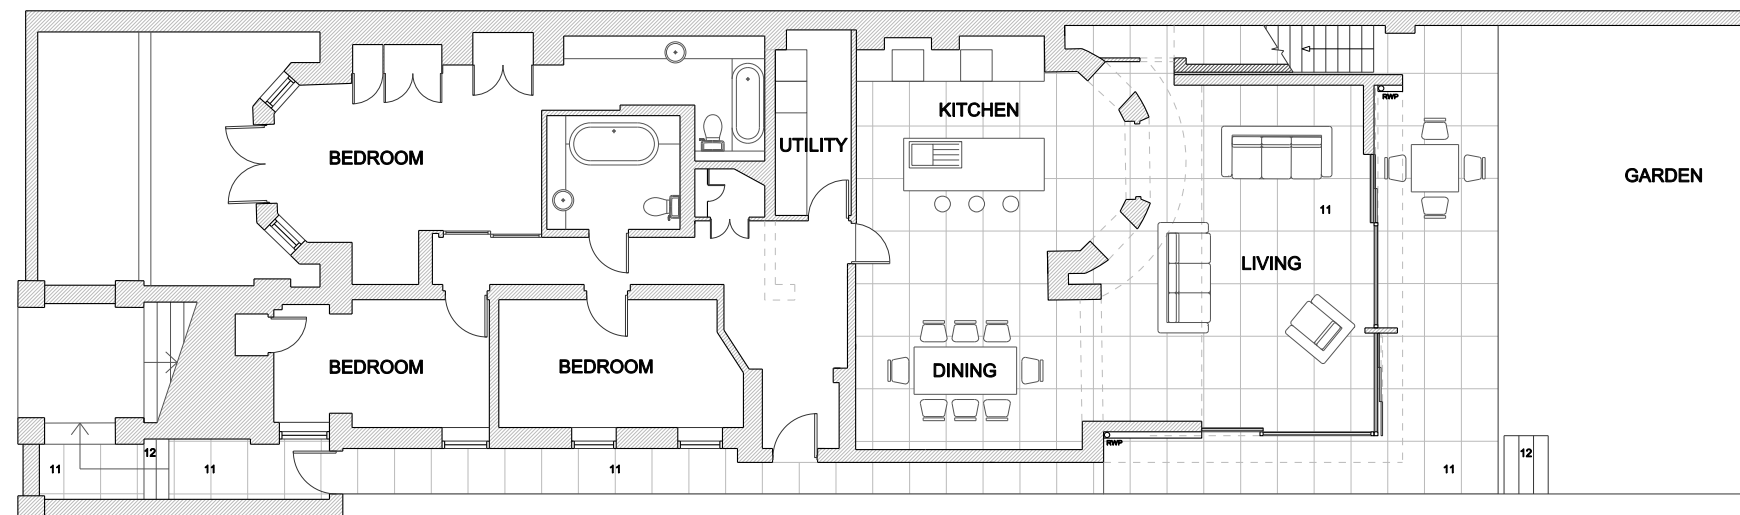 RWP
KITCHEN
UTILITY
BEDROOM
GARDEN
11
LIVING
BEDROOM
BEDROOM
DINING
RWP
11
12
11
11
11
12